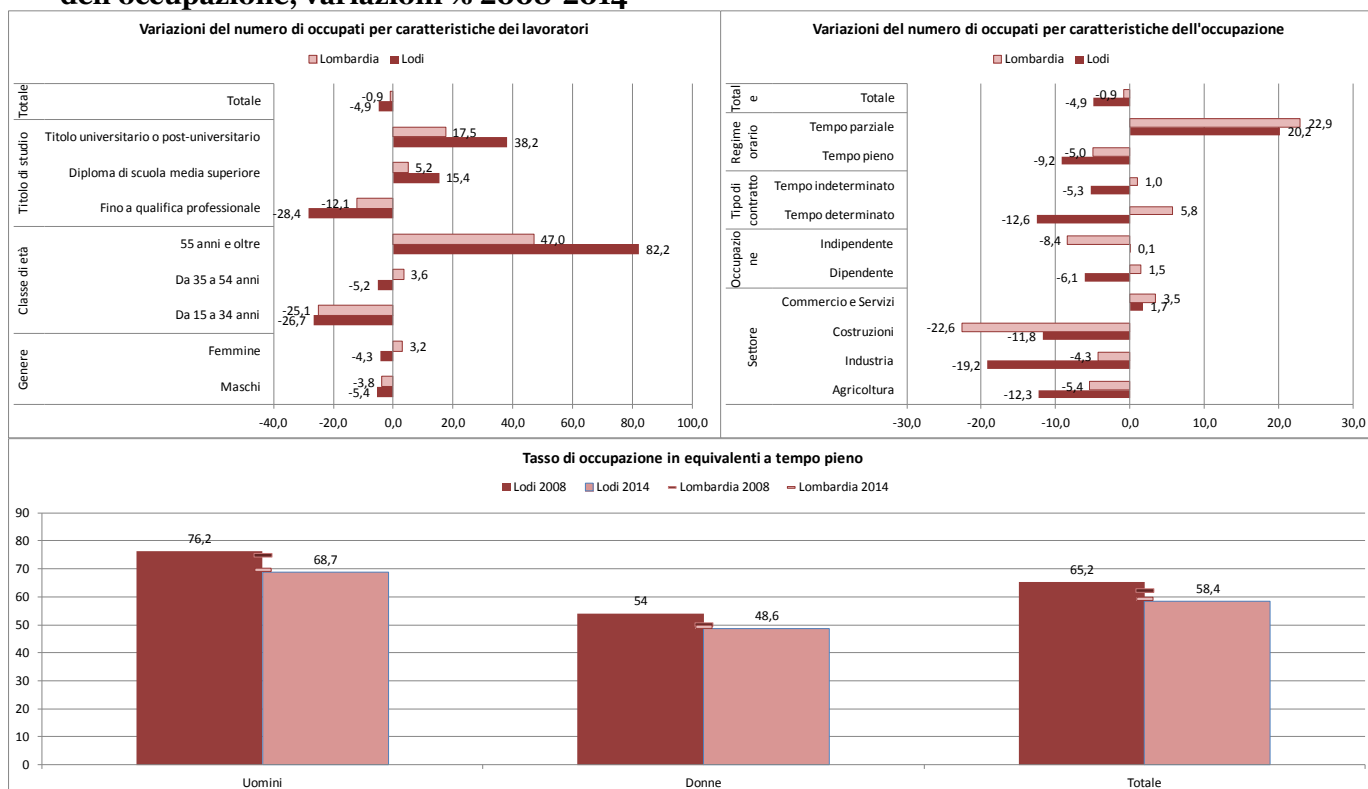 dell'occupazione, variazioni % 2008-2014
Variazioni del numero di occupati per caratteristiche dei lavoratori
Lombardia Lodi
Totale
Totale
-0,9
-4,9
Titolo di studio
Titolo universitario o post-universitario
17,5
38,2
Diploma di scuola media superiore
5,2
15,4
Fino a qualifica professionale
-12,1
-28,4
Classe di età
55 anni e oltre
47,0
82,2
Da 35 a 54 anni
3,6
-5,2
Da 15 a 34 anni
-25,1
-26,7
Genere
Femmine
3,2
-4,3
Maschi
-3,8
-5,4
-40,0 -20,0 0,0 20,0 40,0 60,0 80,0 100,0
Variazioni del numero di occupati per caratteristiche dell'occupazione
Lombardia Lodi
Total
e
Totale
-0,9
-4,9
Regime
orario
Tempo parziale
22,9
20,2
Tempo pieno
-5,0
-9,2
Tipo di
contratto
Tempo indeterminato
1,0
-5,3
Tempo determinato
5,8
-12,6
Occupazio
ne
Indipendente
-8,4
0,1
Dipendente
1,5
-6,1
Settore
Commercio e Servizi
3,5
1,7
Costruzioni
-22,6
-11,8
Industria
-4,3
-19,2
Agricoltura
-5,4
-12,3
-30,0 -20,0 -10,0 0,0 10,0 20,0 30,0
Tasso di occupazione in equivalenti a tempo pieno
Lodi 2008 Lodi 2014 Lombardia 2008 Lombardia 2014
90
80
70
60
50
40
30
20
10
0
76,2
68,7
54
48,6
65,2
58,4
Uomini Donne Totale